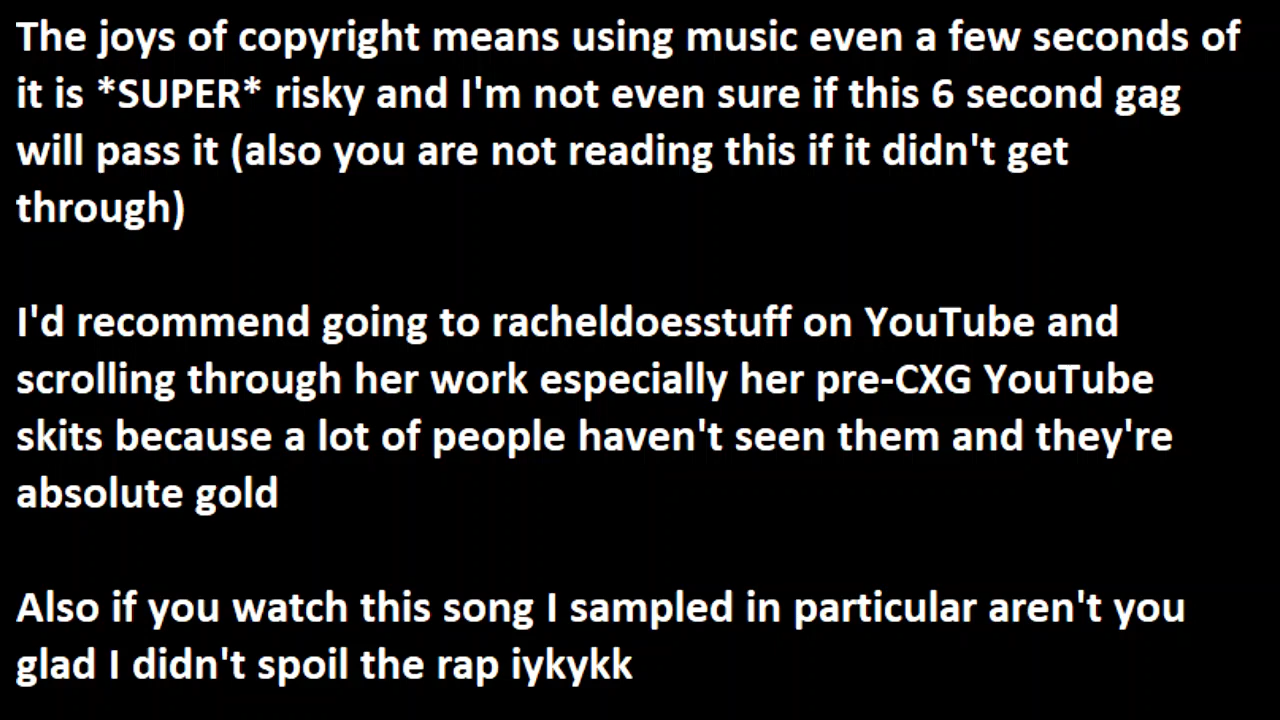 The joys of copyright means using music even a few seconds of
it is *SUPER* risky and I'm not even sure if this 6 second gag
will pass it (also you are not reading this if it didn't get
through)
I'd recommend going to racheldoesstuff on YouTube and
scrolling through her work especially her pre-CXG YouTube
skits because a lot of people haven't seen them and they're
absolute gold
Also if you watch this song I sampled in particular aren't you
glad I didn't spoil the rap iykykk